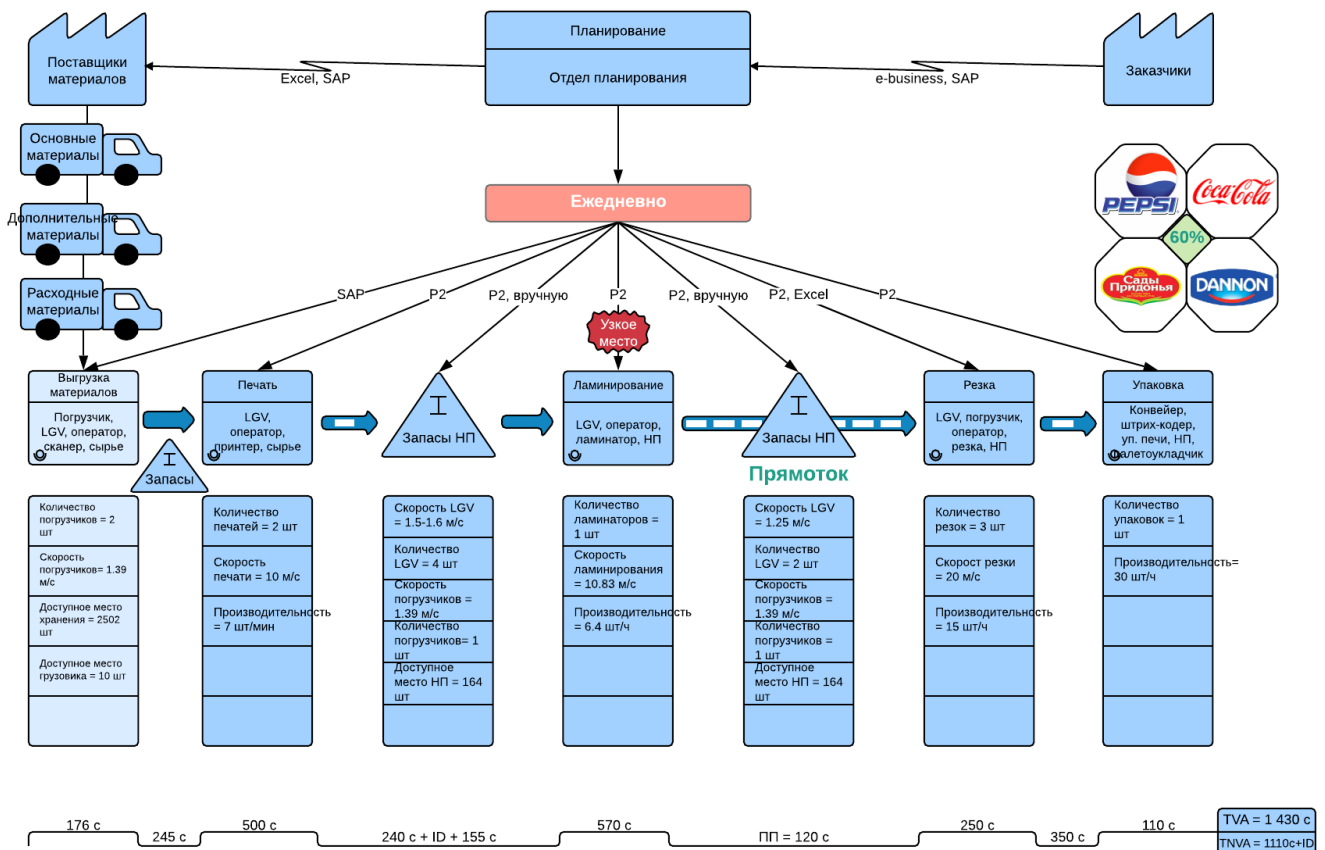 Поставщики
материалов
Excel, SAP
Планирование
Отдел планирования
e-business, SAP
Заказчики
Основные
материалы
Дополнительные
материалы
Расходные
материалы
Ежедневно
PEPSI
Coca-Cola
60%
Сады
Придонья
DANNON
SAP
P2
P2, вручную
P2
P2, вручную
P2, Excel
P2
Узкое
место
Выгрузка
материалов
Погрузчик,
LGV, оператор,
сканер, сырье
Запасы
Печать
LGV,
оператор,
принтер, сырье
Запасы НП
Ламинирование
LGV, оператор,
ламинатор, НП
Запасы НП
Прямоток
Резка
LGV, погрузчик,
оператор,
резка, НП
Упаковка
Конвейер,
штрих-кодер,
уп. печи, НП,
палетоукладчик
Количество
погрузчиков = 2
шт
Скорость
погрузчиков= 1.39
м/с
Доступное место
хранения = 2502
шт
Доступное место
грузовика = 10 шт
Количество
печатей = 2 шт
Скорость
печати = 10 м/с
Производительность
= 7 шт/мин
Скорость LGV
= 1.5-1.6 м/с
Количество
LGV = 4 шт
Скорость
погрузчиков =
1.39 м/с
Количество
погрузчиков= 1
шт
Доступное
место НП = 164
шт
Количество
ламинаторов =
1 шт
Скорость
ламинирования
= 10.83 м/с
Производительность
= 6.4 шт/ч
Скорость LGV
= 1.25 м/с
Количество
LGV = 2 шт
Скорость
погрузчиков =
1.39 м/с
Количество
погрузчиков =
1 шт
Доступное
место НП = 164
шт
Количество
резок = 3 шт
Скорост резки
= 20 м/с
Производительность
= 15 шт/ч
Количество
упаковок = 1
шт
Производительность=
30 шт/ч
176 с
245 с
500 с
240 с + ID + 155 с
570 с
ПП = 120 с
250 с
350 с
110 с
TVA = 1 430 с
TNVA = 1110с+ID